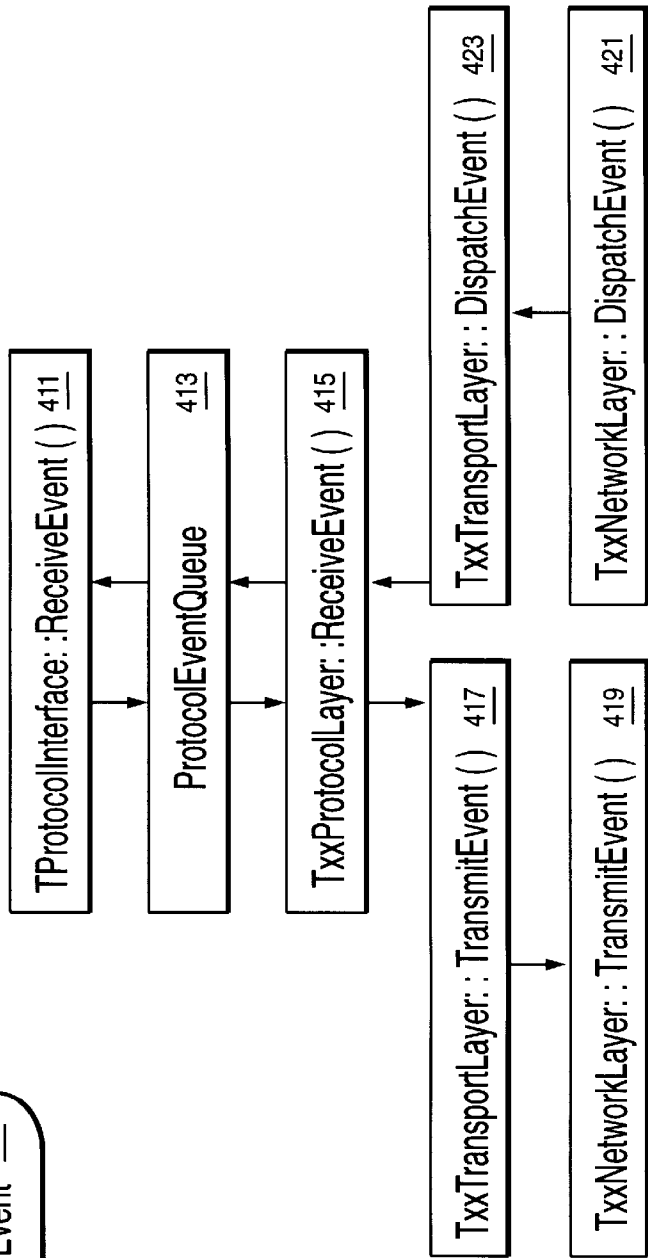 TProtocolInterface: :ReceiveEvent ( ) 411
ProtocolEventQueue 413
TxxProtocolLayer: :ReceiveEvent ( ) 415
TxxTransportLayer: : TransmitEvent ( ) 417
TxxNetworkLayer: : TransmitEvent ( ) 419
TxxTransportLayer: : DispatchEvent ( ) 423
TxxNetworkLayer: : DispatchEvent ( ) 421
Event